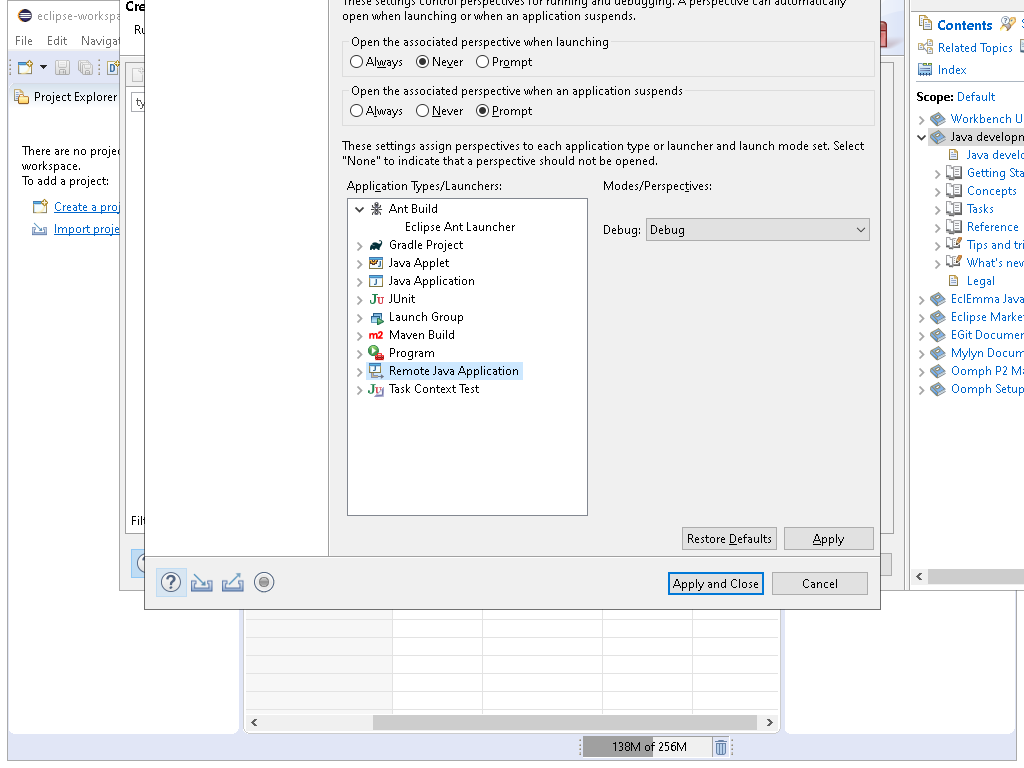 eclipse-workspa
File Edit Navigat
Project Explorer
There are no projec
workspace.
To add a project:
Create a proj
Import proje
Cre
Ru
ty
Filt
These settings control perspectives for running and debugging. A perspective can automatically
open when launching or when an application suspends.
Open the associated perspective when launching
Always Never Prompt
Open the associated perspective when an application suspends
Always Never Prompt
These settings assign perspectives to each application type or launcher and launch mode set. Select
"None" to indicate that a perspective should not be opened.
Application Types/Launchers:
Modes/Perspectives:
Ant Build
Eclipse Ant Launcher
Gradle Project
Java Applet
Java Application
JUnit
Launch Group
Maven Build
Program
Remote Java Application
Task Context Test
Debug: Debug
Restore Defaults Apply
Apply and Close Cancel
Contents
Related Topics
Index
Scope: Default
Workbench U
Java developm
Java develo
Getting Sta
Concepts
Tasks
Reference
Tips and tri
What's new
Legal
EclEmma Java
Eclipse Marke
EGit Documen
Mylyn Docum
Oomph P2 Ma
Oomph Setup
138M of 256M